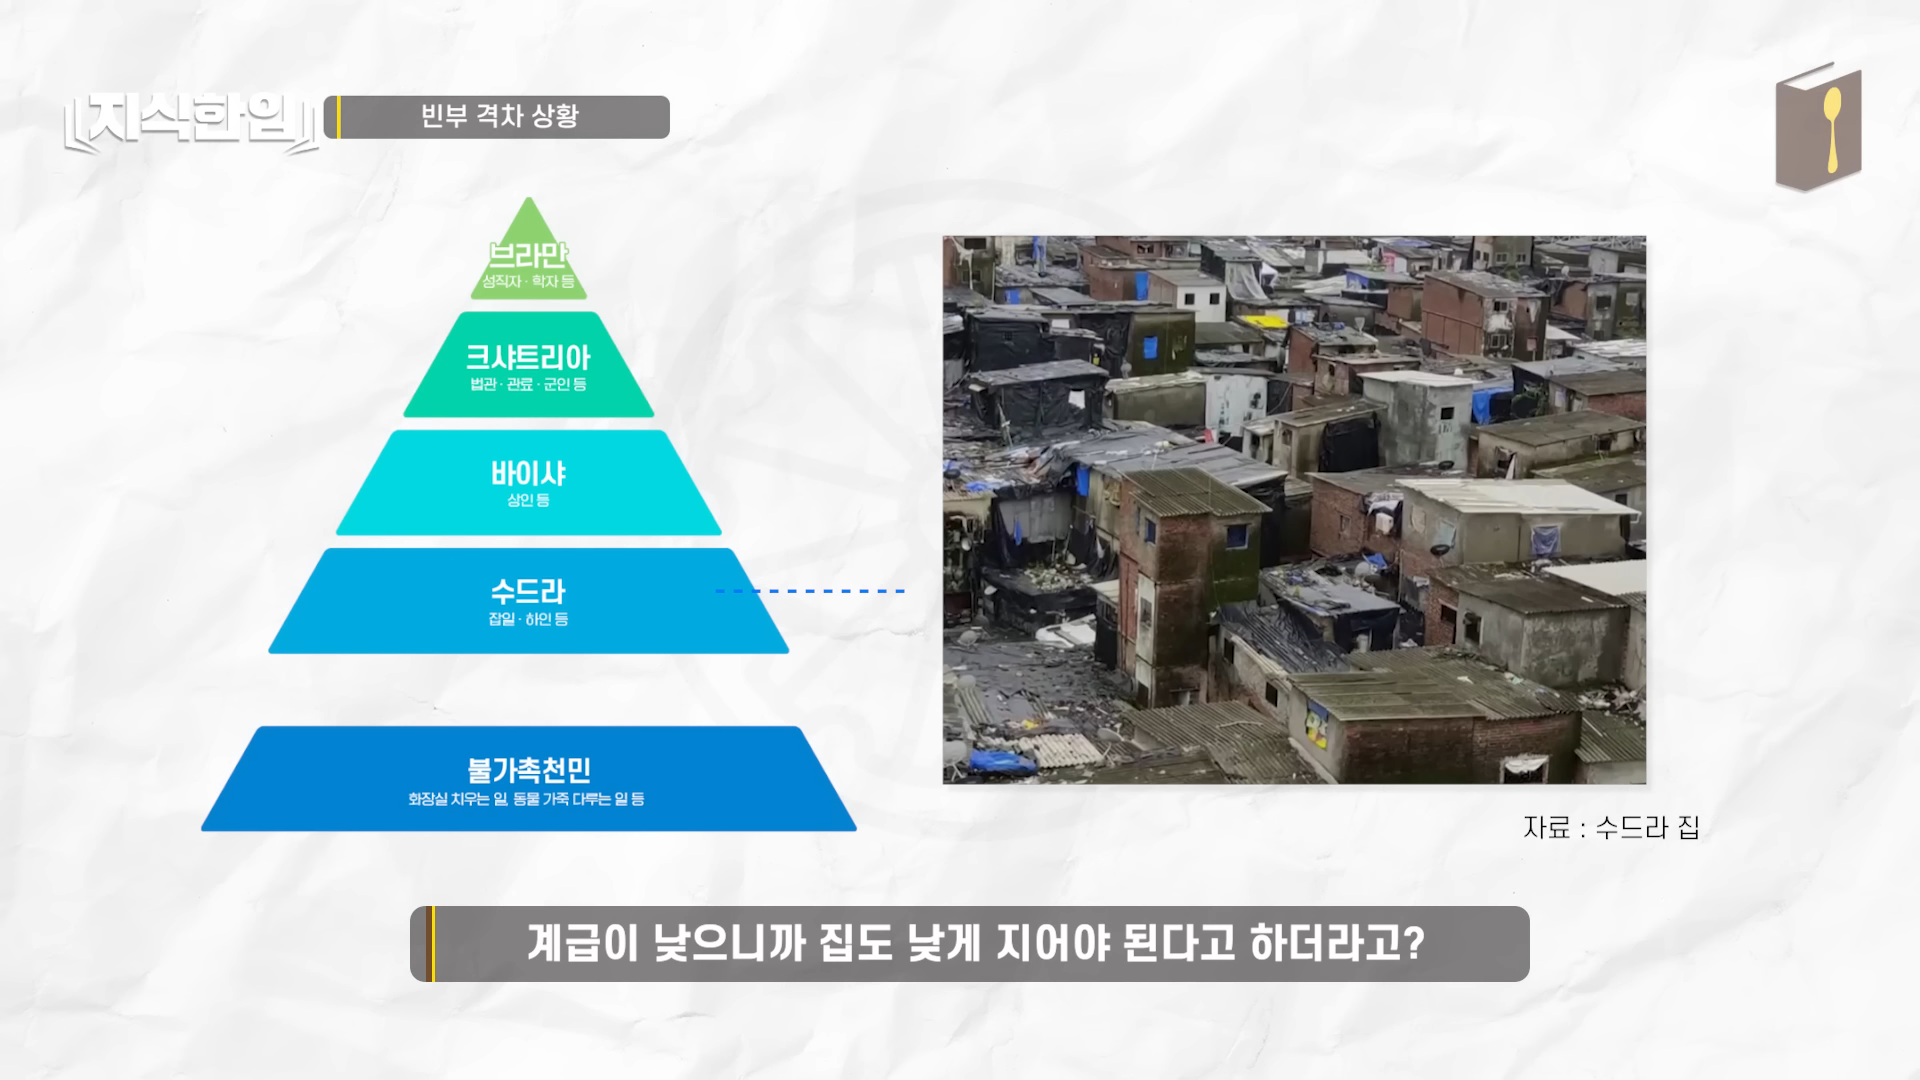 지식한입
빈부 격차 상황
브라만
성직자 · 학자 등
크샤트리아
법관 · 관료 · 군인 등
바이샤
상인 등
수드라
잡일 · 하인 등
불가촉천민
화장실 치우는 일, 동물 가죽 다루는 일 등
자료 : 수드라 집
계급이 낮으니까 집도 낮게 지어야 된다고 하더라고?